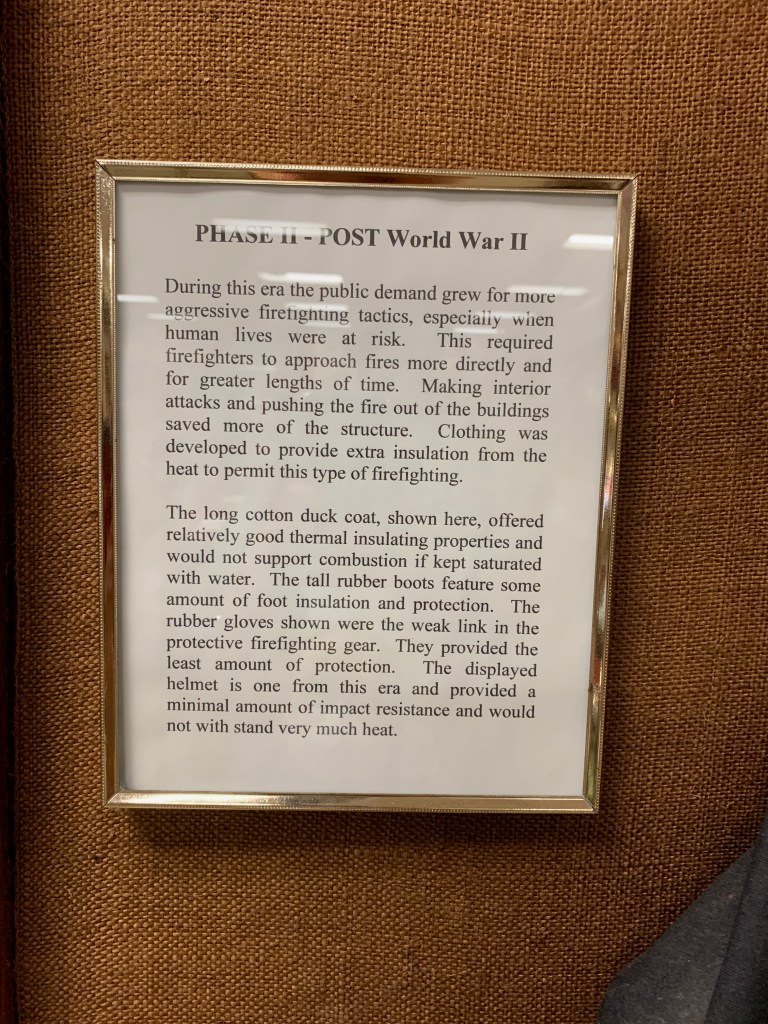 PHASE II - POST World War II
During this era the public demand grew for more
aggressive firefighting tactics, especially when
human lives were at risk. This required
firefighters to approach fires more directly and
for greater lengths of time. Making interior
attacks and pushing the fire out of the buildings
saved more of the structure. Clothing was
developed to provide extra insulation from the
heat to permit this type of firefighting.
The long cotton duck coat, shown here, offered
relatively good thermal insulating properties and
would not support combustion if kept saturated
with water. The tall rubber boots feature some
amount of foot insulation and protection. The
rubber gloves shown were the weak link in the
protective firefighting gear. They provided the
least amount of protection. The displayed
helmet is one from this era and provided a
minimal amount of impact resistance and would
not with stand very much heat.